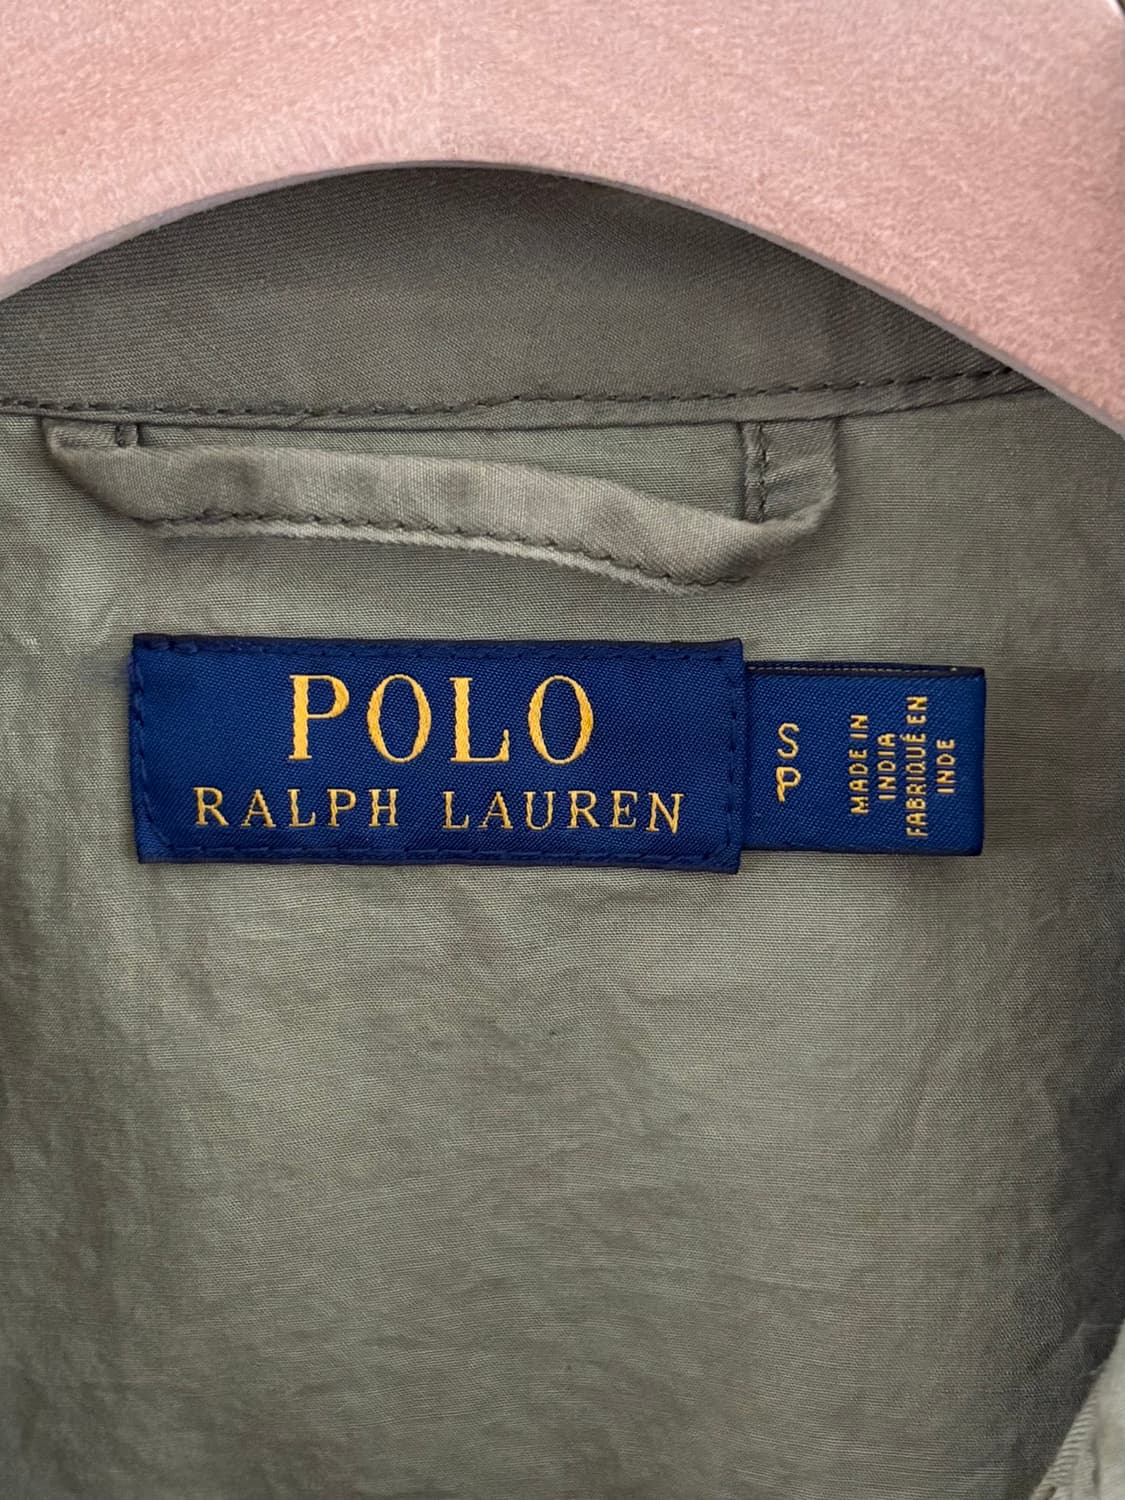 POLO
RALPH LAUREN
S
P
MADE IN
INDIA
FABRIQUÉ EN
INDE